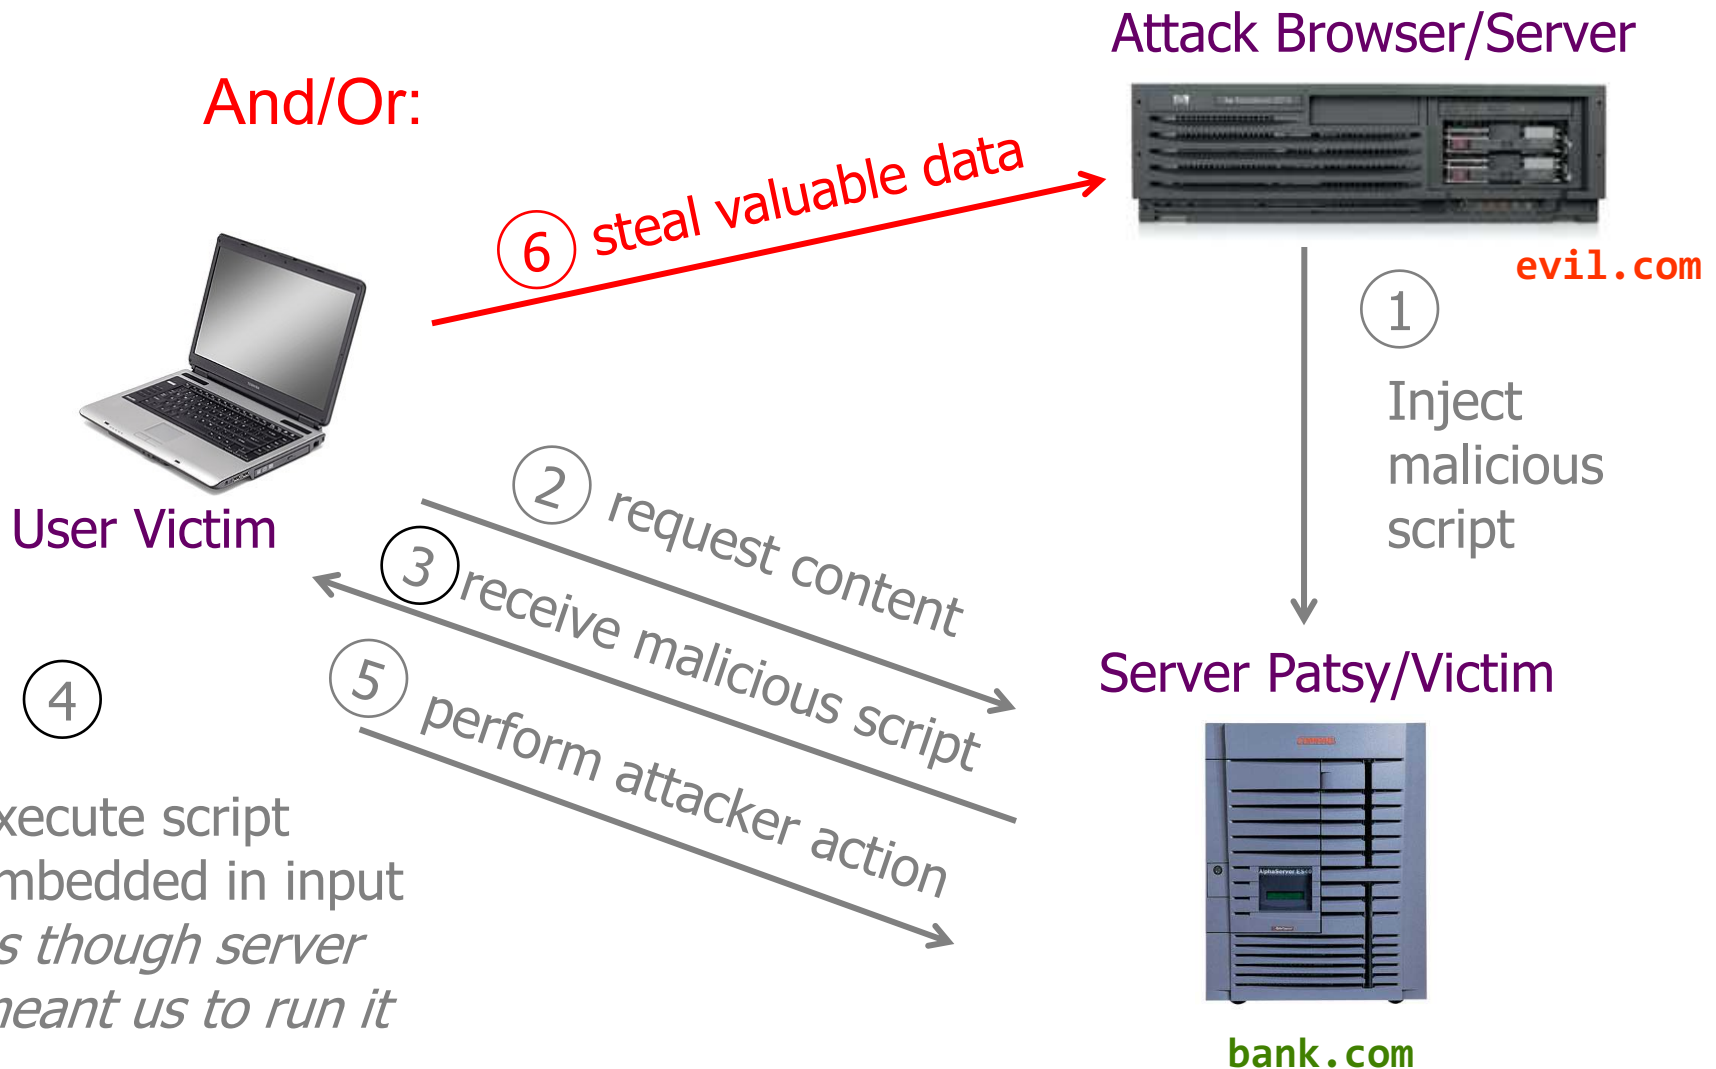 Attack Browser/Server
And/Or:
6 steal valuable data
evil.com
1
Inject
malicious
script
2 request content
User Victim
3 receive malicious script
Server Patsy/Victim
4
5 perform attacker action
xecute script
mbedded in input
s though server
neant us to run it
AlphaServer
bank.com